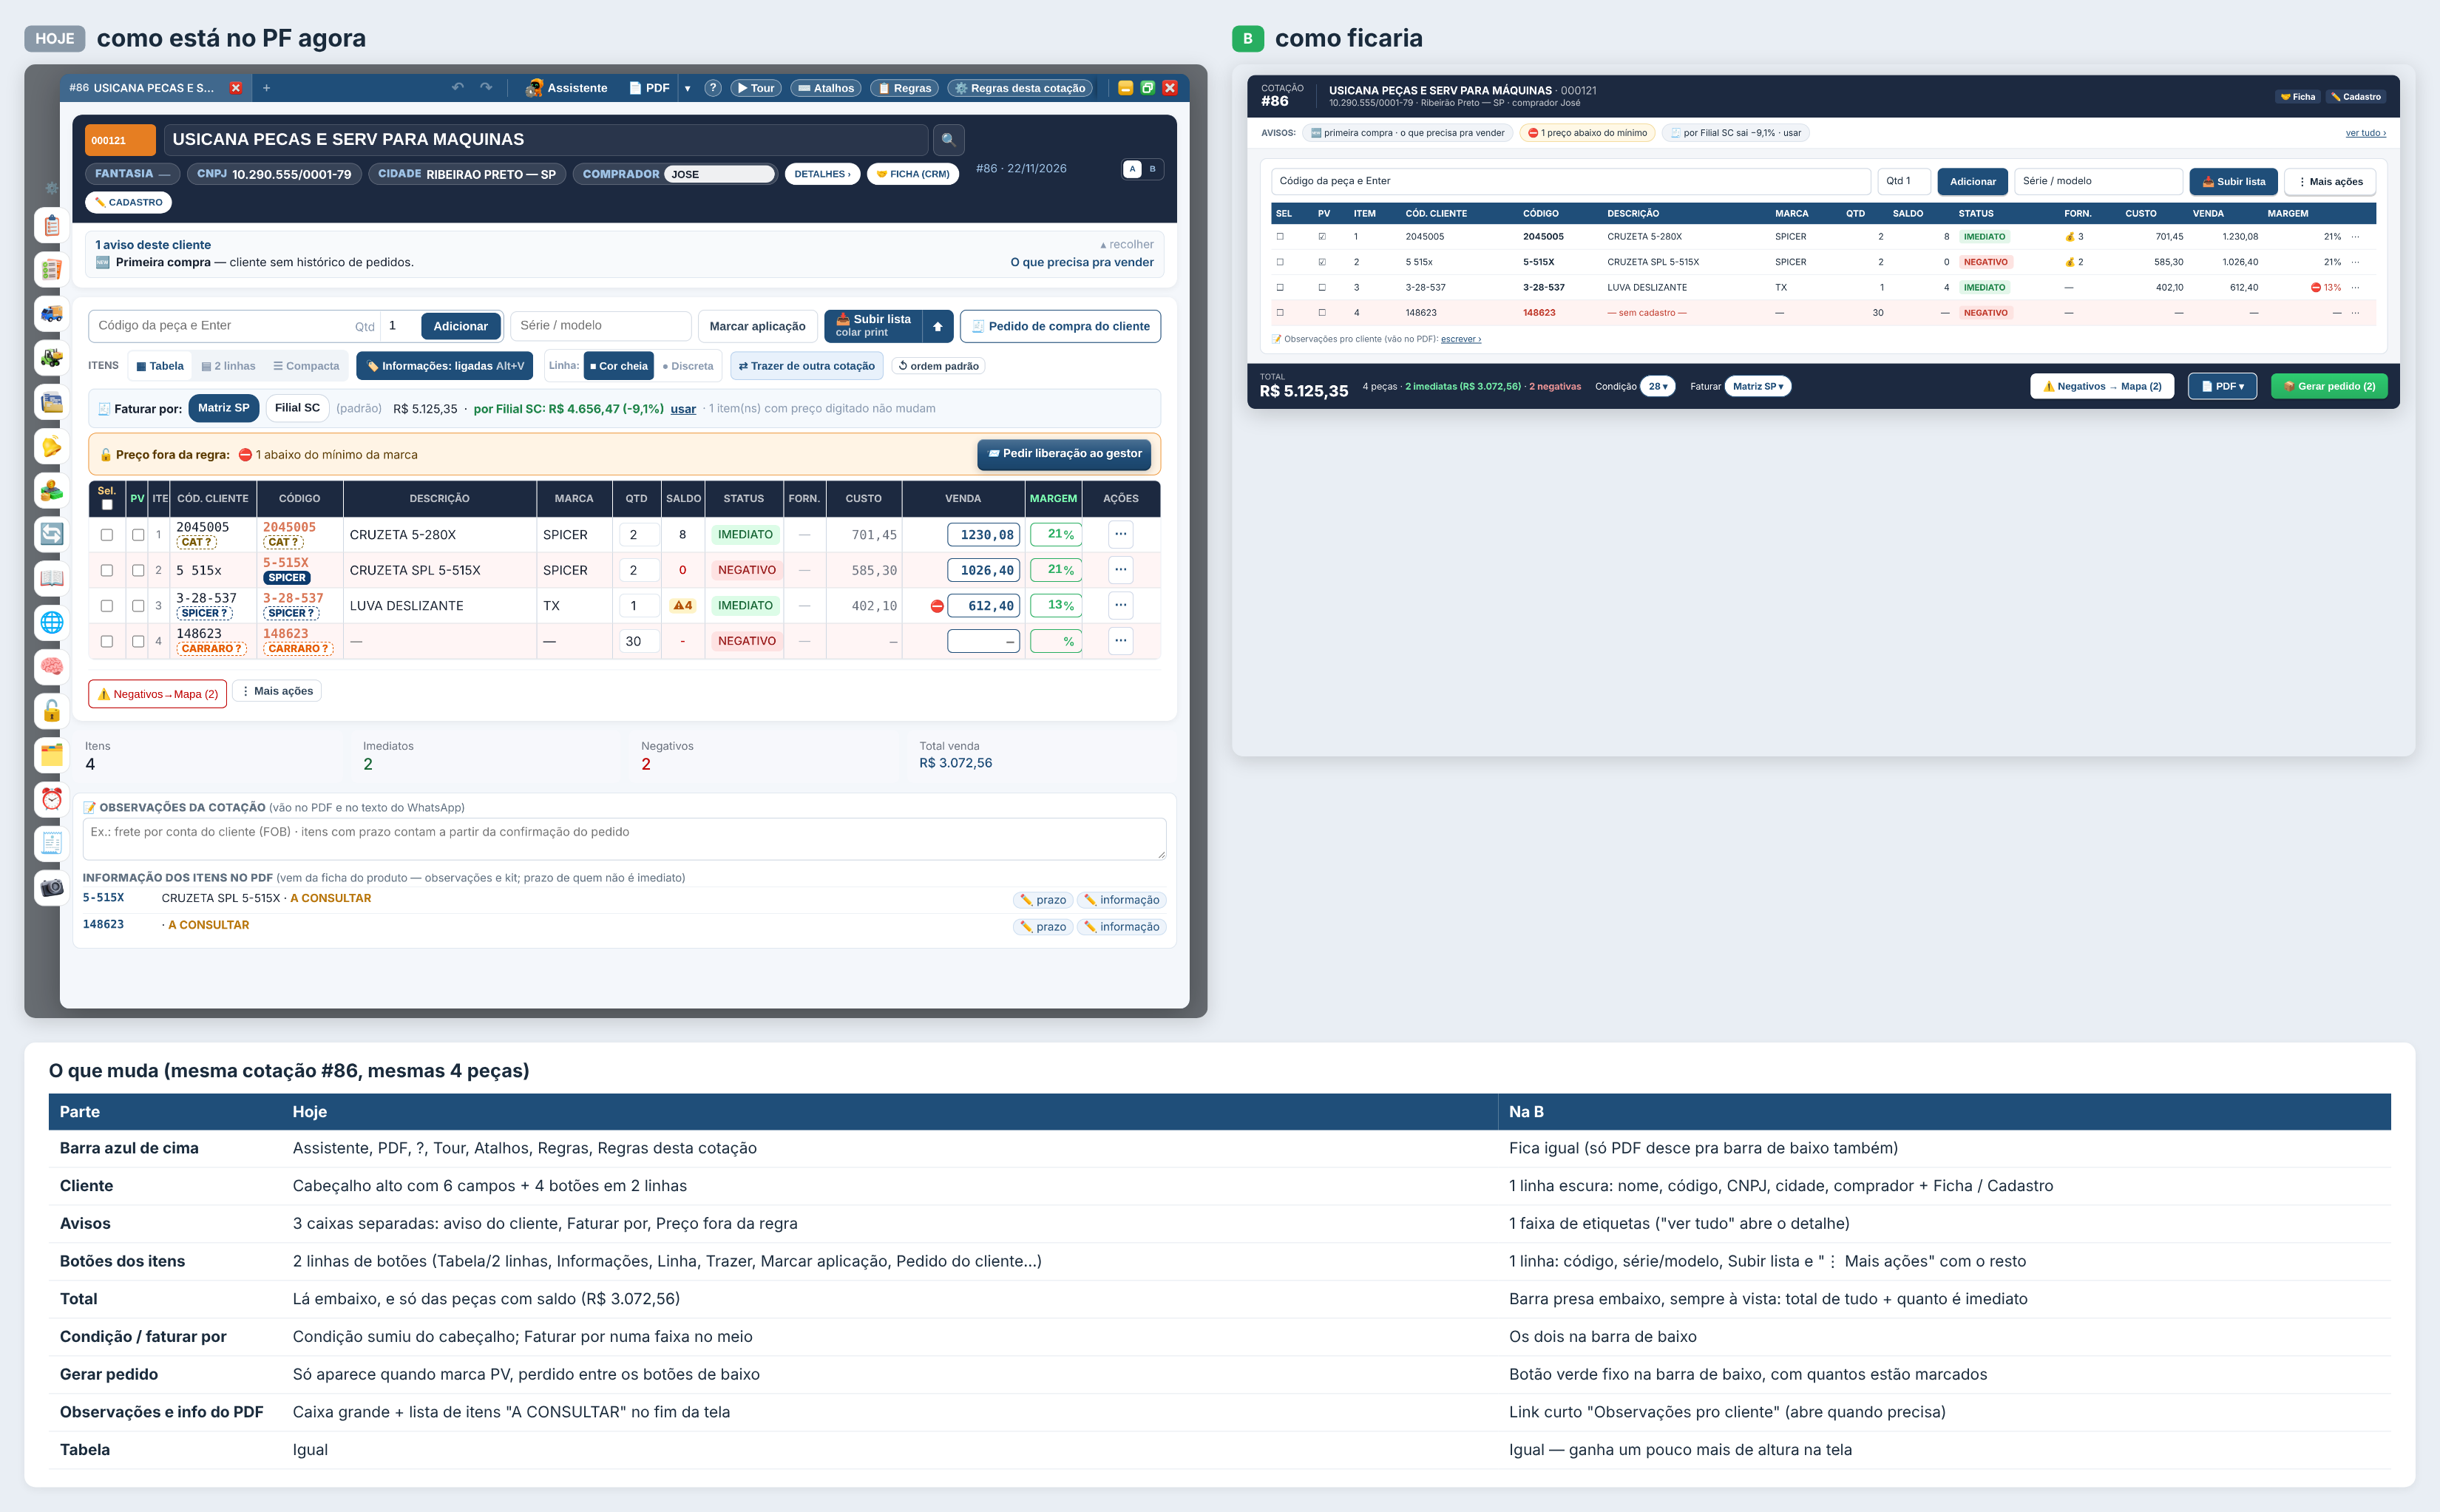 HOJE como está no PF agora
#86 USICANA PECAS E S... +
Assistente PDF ▾ ? ▶ Tour Atalhos Regras Regras desta cotação
000121 USICANA PECAS E SERV PARA MAQUINAS
FANTASIA — CNPJ 10.290.555/0001-79 CIDADE RIBEIRAO PRETO — SP COMPRADOR JOSE DETALHES › FICHA (CRM) #86 · 22/11/2026 A B
CADASTRO
1 aviso deste cliente ▴ recolher
NEW Primeira compra — cliente sem histórico de pedidos. O que precisa pra vender
Código da peça e Enter Qtd 1 Adicionar Série / modelo Marcar aplicação Subir lista colar print Pedido de compra do cliente
ITENS Tabela 2 linhas Compacta Informações: ligadas Alt+V Linha: ■ Cor cheia ● Discreta ⇄ Trazer de outra cotação ordem padrão
Faturar por: Matriz SP Filial SC (padrão) R$ 5.125,35 · por Filial SC: R$ 4.656,47 (-9,1%) usar · 1 item(ns) com preço digitado não mudam
Preço fora da regra: 1 abaixo do mínimo da marca Pedir liberação ao gestor
Sel. PV ITE CÓD. CLIENTE CÓDIGO DESCRIÇÃO MARCA QTD SALDO STATUS FORN. CUSTO VENDA MARGEM AÇÕES
1 2045005 CAT ? 2045005 CAT ? CRUZETA 5-280X SPICER 2 8 IMEDIATO — 701,45 1230,08 21% ···
2 5 515x 5-515X SPICER CRUZETA SPL 5-515X SPICER 2 0 NEGATIVO — 585,30 1026,40 21% ···
3 3-28-537 SPICER ? 3-28-537 SPICER ? LUVA DESLIZANTE TX 1 4 IMEDIATO — 402,10 612,40 13% ···
4 148623 CARRARO ? 148623 CARRARO ? — — 30 - NEGATIVO — — — % ···
Negativos→Mapa (2) ⋮ Mais ações
Itens Imediatos Negativos Total venda
4 2 2 R$ 3.072,56
OBSERVAÇÕES DA COTAÇÃO (vão no PDF e no texto do WhatsApp)
Ex.: frete por conta do cliente (FOB) · itens com prazo contam a partir da confirmação do pedido
INFORMAÇÃO DOS ITENS NO PDF (vem da ficha do produto — observações e kit; prazo de quem não é imediato)
5-515X CRUZETA SPL 5-515X · A CONSULTAR prazo informação
148623 · A CONSULTAR prazo informação
B como ficaria
COTAÇÃO #86 USICANA PEÇAS E SERV PARA MÁQUINAS · 000121
10.290.555/0001-79 · Ribeirão Preto — SP · comprador José Ficha Cadastro
AVISOS: NEW primeira compra · o que precisa pra vender 1 preço abaixo do mínimo por Filial SC sai −9,1% · usar ver tudo ›
Código da peça e Enter Qtd 1 Adicionar Série / modelo Subir lista ⋮ Mais ações
SEL PV ITEM CÓD. CLIENTE CÓDIGO DESCRIÇÃO MARCA QTD SALDO STATUS FORN. CUSTO VENDA MARGEM
☐ ☑ 1 2045005 2045005 CRUZETA 5-280X SPICER 2 8 IMEDIATO 3 701,45 1.230,08 21% ···
☐ ☑ 2 5 515x 5-515X CRUZETA SPL 5-515X SPICER 2 0 NEGATIVO 2 585,30 1.026,40 21% ···
☐ ☐ 3 3-28-537 3-28-537 LUVA DESLIZANTE TX 1 4 IMEDIATO — 402,10 612,40 13% ···
☐ ☐ 4 148623 148623 — sem cadastro — — 30 — NEGATIVO — — — — ···
Observações pro cliente (vão no PDF): escrever ›
TOTAL
R$ 5.125,35 4 peças · 2 imediatas (R$ 3.072,56) · 2 negativas Condição 28 ▾ Faturar Matriz SP ▾ Negativos → Mapa (2) PDF ▾ Gerar pedido (2)
O que muda (mesma cotação #86, mesmas 4 peças)
Parte Hoje Na B
Barra azul de cima Assistente, PDF, ?, Tour, Atalhos, Regras, Regras desta cotação Fica igual (só PDF desce pra barra de baixo também)
Cliente Cabeçalho alto com 6 campos + 4 botões em 2 linhas 1 linha escura: nome, código, CNPJ, cidade, comprador + Ficha / Cadastro
Avisos 3 caixas separadas: aviso do cliente, Faturar por, Preço fora da regra 1 faixa de etiquetas ("ver tudo" abre o detalhe)
Botões dos itens 2 linhas de botões (Tabela/2 linhas, Informações, Linha, Trazer, Marcar aplicação, Pedido do cliente…) 1 linha: código, série/modelo, Subir lista e "⋮ Mais ações" com o resto
Total Lá embaixo, e só das peças com saldo (R$ 3.072,56) Barra presa embaixo, sempre à vista: total de tudo + quanto é imediato
Condição / faturar por Condição sumiu do cabeçalho; Faturar por numa faixa no meio Os dois na barra de baixo
Gerar pedido Só aparece quando marca PV, perdido entre os botões de baixo Botão verde fixo na barra de baixo, com quantos estão marcados
Observações e info do PDF Caixa grande + lista de itens "A CONSULTAR" no fim da tela Link curto "Observações pro cliente" (abre quando precisa)
Tabela Igual Igual — ganha um pouco mais de altura na tela